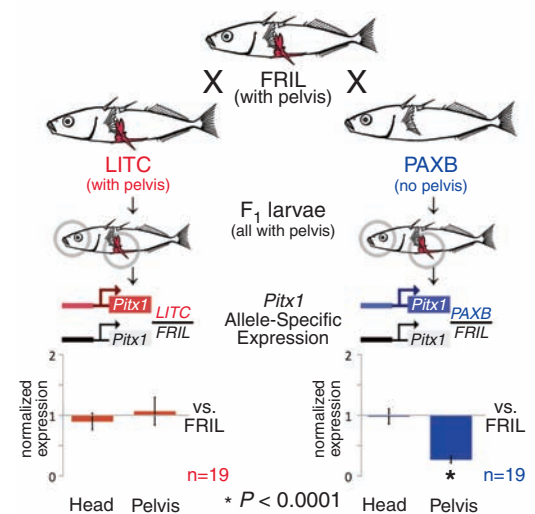 X FRIL X
(with pelvis)
LITC
(with pelvis)
PAXB
(no pelvis)
F1 larvae
(all with pelvis)
Pitx1
Pitx1
LITC
FRIL
Pitx1
Allele-Specific
Expression
Pitx1
Pitx1
PAXB
FRIL
normalized
expression
2
1
0
vs.
FRIL
n=19
Head Pelvis
* P < 0.0001
normalized
expression
2
1
0
vs.
FRIL
*
n=19
Head Pelvis